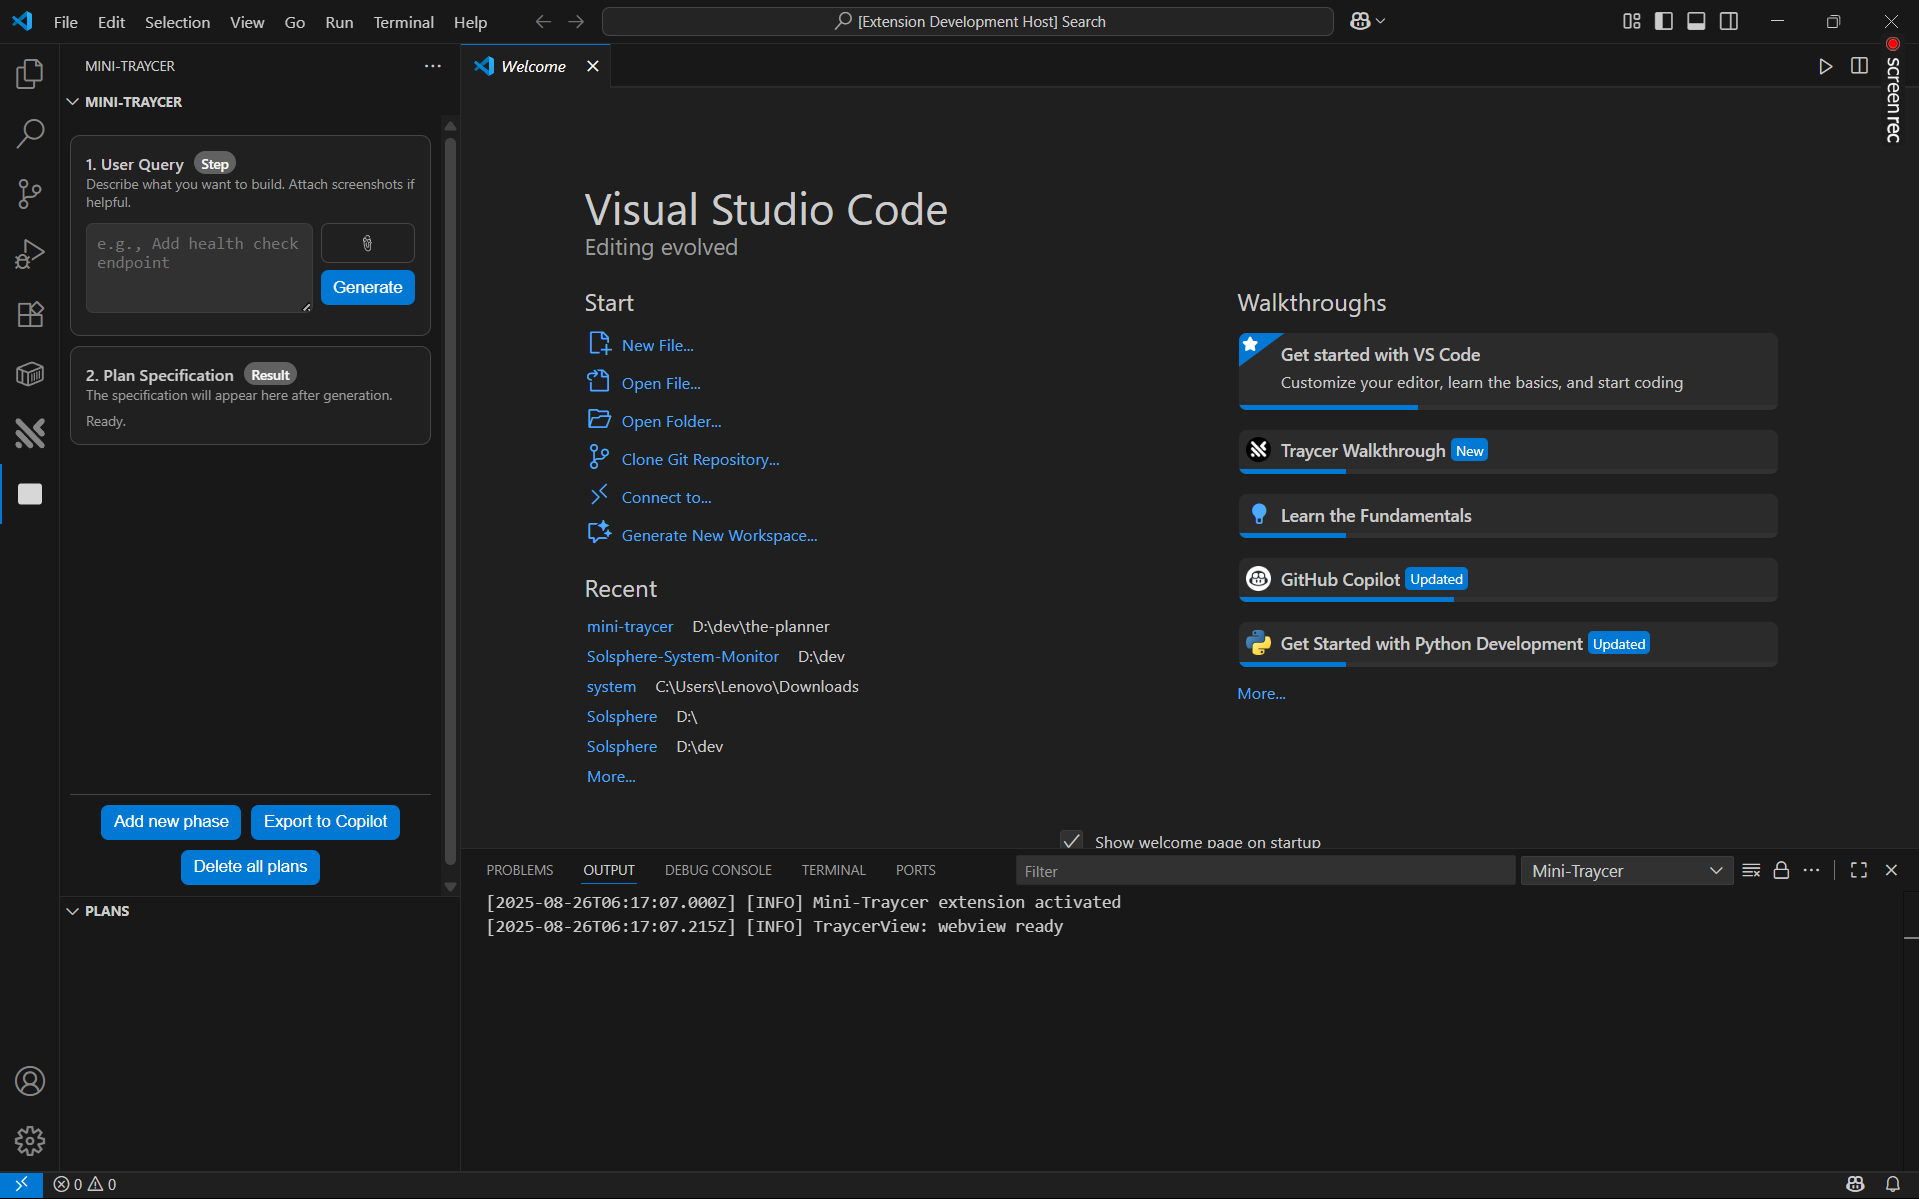 File Edit Selection View Go Run Terminal Help
[Extension Development Host] Search
MINI-TRAYCER
MINI-TRAYCER
1. User Query Step
Describe what you want to build. Attach screenshots if
helpful.
e.g., Add health check
endpoint
Generate
2. Plan Specification Result
The specification will appear here after generation.
Ready.
Add new phase Export to Copilot
Delete all plans
PLANS
Welcome
screenrec
Visual Studio Code
Editing evolved
Start
New File...
Open File...
Open Folder...
Clone Git Repository...
Connect to...
Generate New Workspace...
Recent
mini-traycer D:\dev\the-planner
Solsphere-System-Monitor D:\dev
system C:\Users\Lenovo\Downloads
Solsphere D:\
Solsphere D:\dev
More...
Walkthroughs
Get started with VS Code
Customize your editor, learn the basics, and start coding
Traycer Walkthrough New
Learn the Fundamentals
GitHub Copilot Updated
Get Started with Python Development Updated
More...
Show welcome page on startup
PROBLEMS OUTPUT DEBUG CONSOLE TERMINAL PORTS
Filter
Mini-Traycer
[2025-08-26T06:17:07.000Z] [INFO] Mini-Traycer extension activated
[2025-08-26T06:17:07.215Z] [INFO] TraycerView: webview ready
0 0